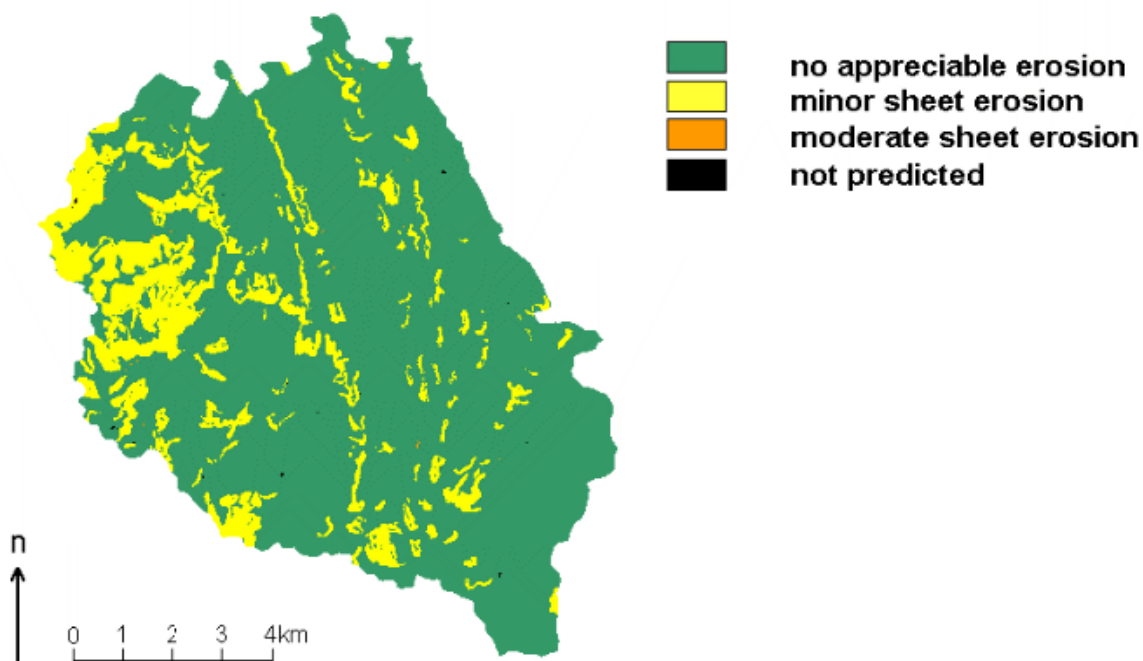 no appreciable erosion
minor sheet erosion
moderate sheet erosion
not predicted
n
0 1 2 3 4km